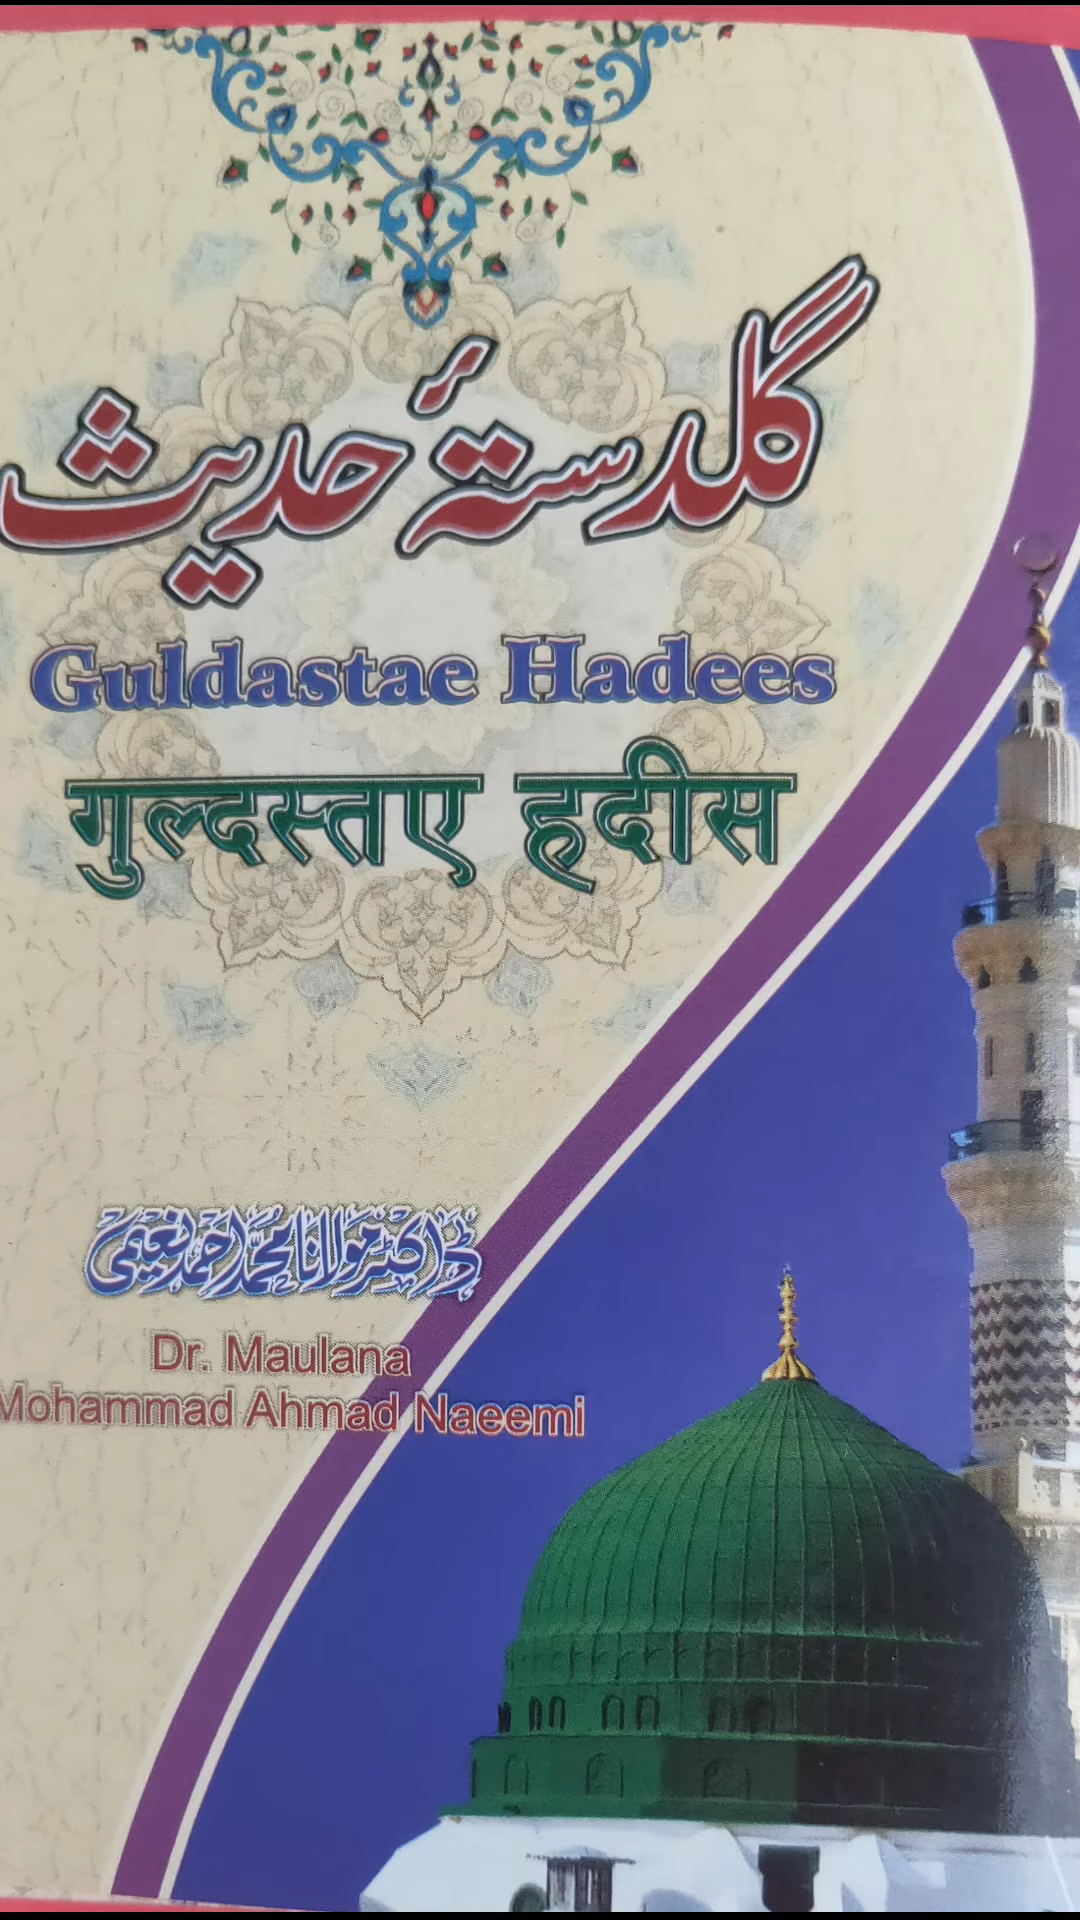 گلدستۂ حدیث
Guldastae Hadees
गुल्दस्तए हदीस
ڈاکٹر مولانا محمد احمد نعیمی
Dr. Maulana
Mohammad Ahmad Naeemi